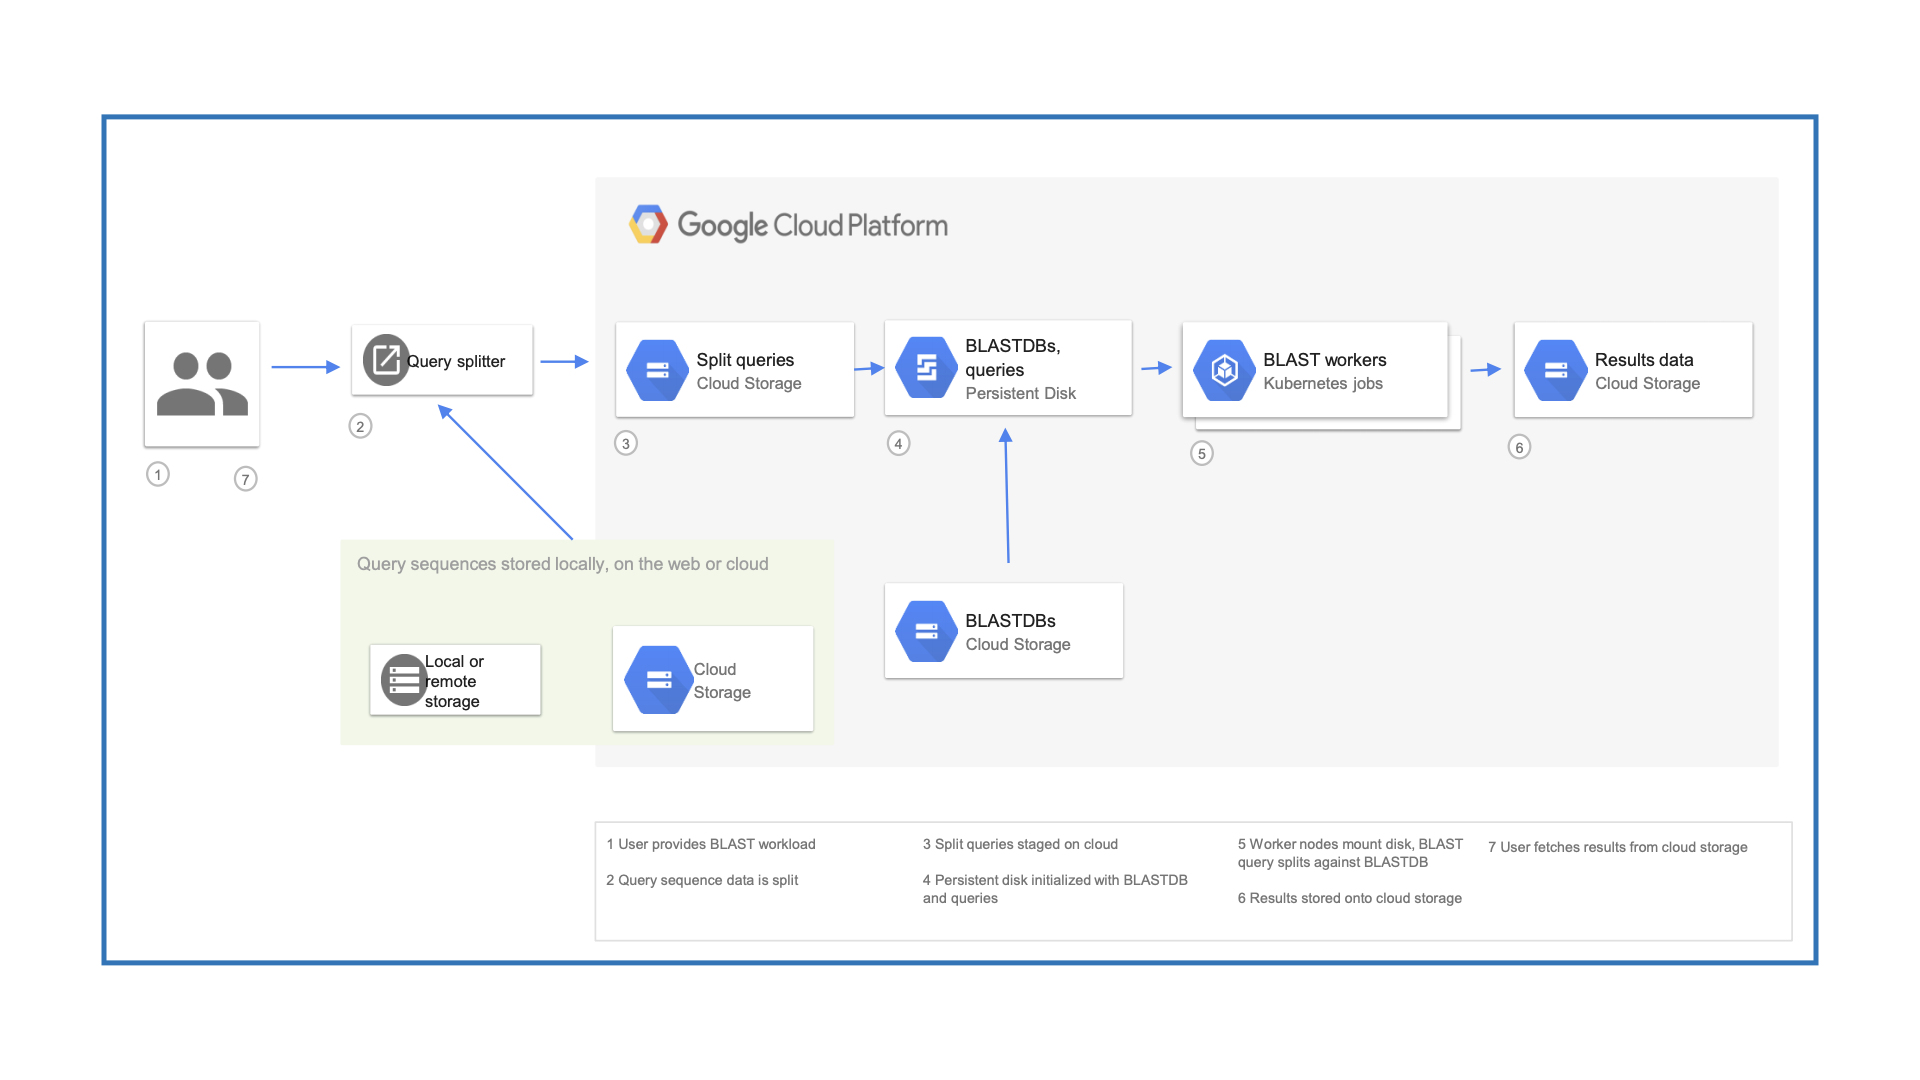 Google Cloud Platform
Query splitter
Split queries
Cloud Storage
BLASTDBs,
queries
Persistent Disk
BLAST workers
Kubernetes jobs
Results data
Cloud Storage
1
7
2
3
4
5
6
Query sequences stored locally, on the web or cloud
Local or
remote
storage
Cloud
Storage
BLASTDBs
Cloud Storage
1 User provides BLAST workload
2 Query sequence data is split
3 Split queries staged on cloud
4 Persistent disk initialized with BLASTDB
and queries
5 Worker nodes mount disk, BLAST
query splits against BLASTDB
6 Results stored onto cloud storage
7 User fetches results from cloud storage